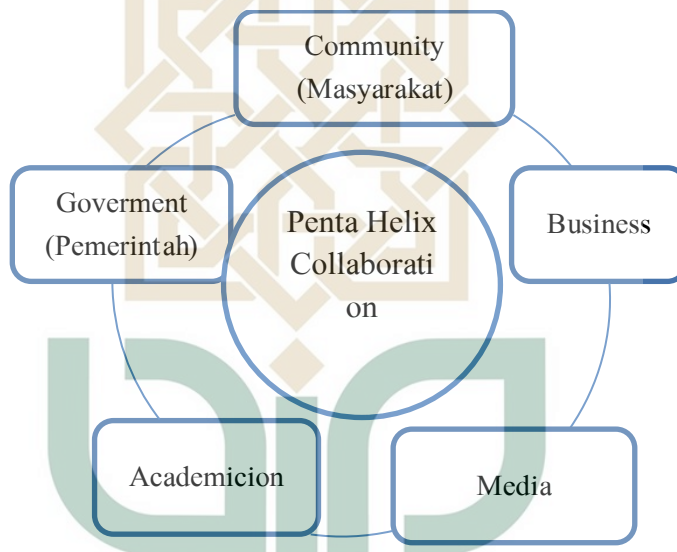 Community
(Masyarakat)
Goverment
(Pemerintah)
Penta Helix
Collaborati
on
Business
Academicion
Media